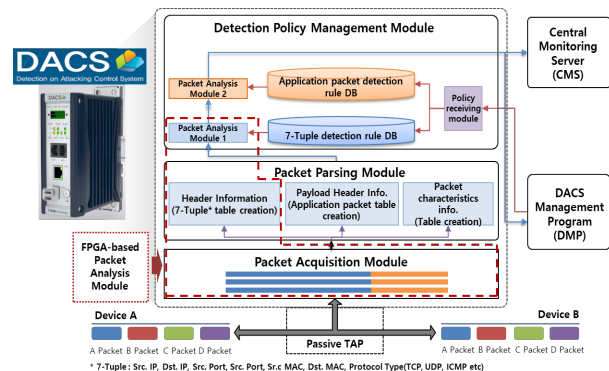 Detection Policy Management Module
DACS
Detection on Attacking Control System
Packet Analysis
Module 2
Application packet detection
rule DB
Policy
receiving
module
Packet Analysis
Module 1
7-Tuple detection rule DB
Central
Monitoring
Server
(CMS)
Packet Parsing Module
Header Information
(7-Tuple* table creation)
Payload Header Info.
(Application packet table
creation)
Packet
characteristics
info.
(Table creation)
DACS
Management
Program
(DMP)
FPGA-based
Packet
Analysis
Module
Packet Acquisition Module
Device A
Device B
Passive TAP
A Packet B Packet C Packet D Packet
A Packet B Packet C Packet D Packet
* 7-Tuple : Src. IP, Dst. IP, Src. Port, Src. Port, Sr.c MAC, Dst. MAC, Protocol Type(TCP, UDP, ICMP etc)